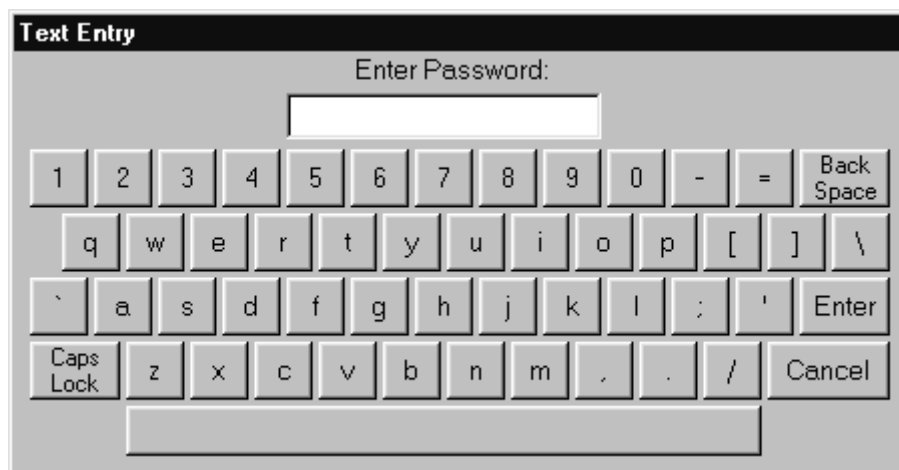 Text Entry
Enter Password:
1 2 3 4 5 6 7 8 9 0 - = Back Space
q w e r t y u i o p [ ] \
` a s d f g h j k l ; ' Enter
Caps Lock z x c v b n m , . / Cancel